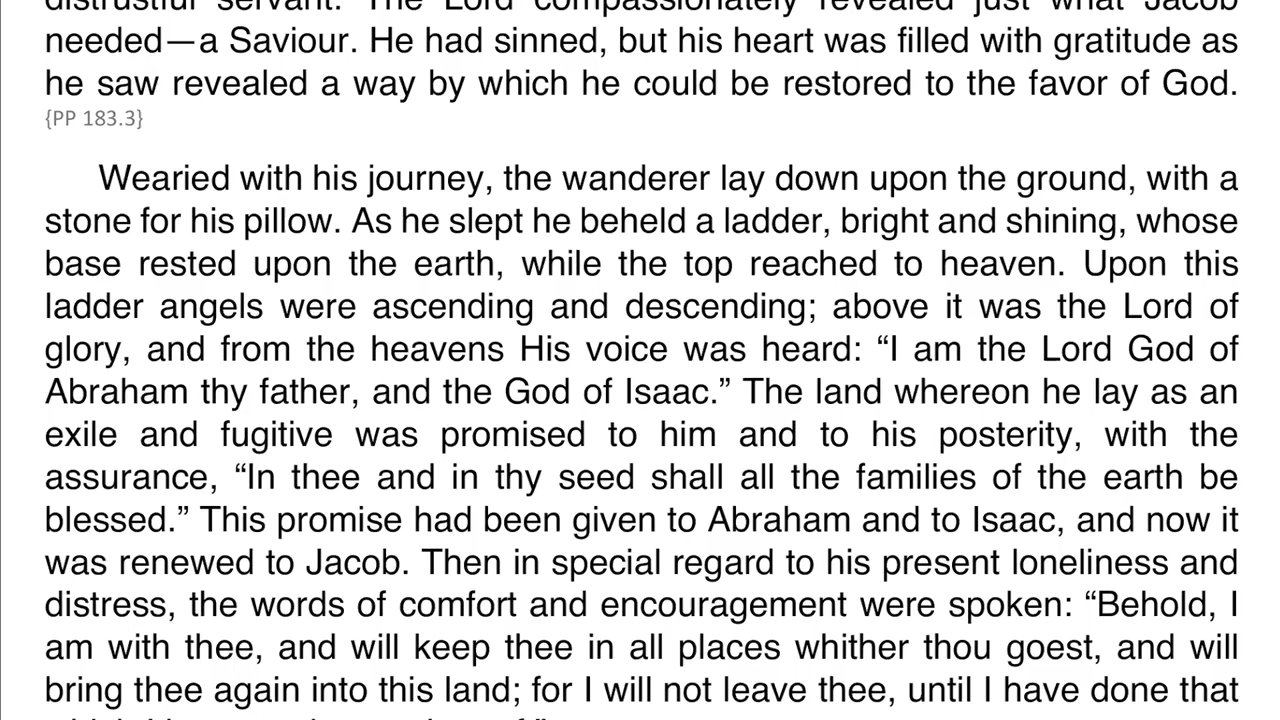 distrustful servant. The Lord compassionately revealed just what Jacob
needed—a Saviour. He had sinned, but his heart was filled with gratitude as
he saw revealed a way by which he could be restored to the favor of God.
{PP 183.3}
Wearied with his journey, the wanderer lay down upon the ground, with a
stone for his pillow. As he slept he beheld a ladder, bright and shining, whose
base rested upon the earth, while the top reached to heaven. Upon this
ladder angels were ascending and descending; above it was the Lord of
glory, and from the heavens His voice was heard: “I am the Lord God of
Abraham thy father, and the God of Isaac.” The land whereon he lay as an
exile and fugitive was promised to him and to his posterity, with the
assurance, “In thee and in thy seed shall all the families of the earth be
blessed.” This promise had been given to Abraham and to Isaac, and now it
was renewed to Jacob. Then in special regard to his present loneliness and
distress, the words of comfort and encouragement were spoken: “Behold, I
am with thee, and will keep thee in all places whither thou goest, and will
bring thee again into this land; for I will not leave thee, until I have done that